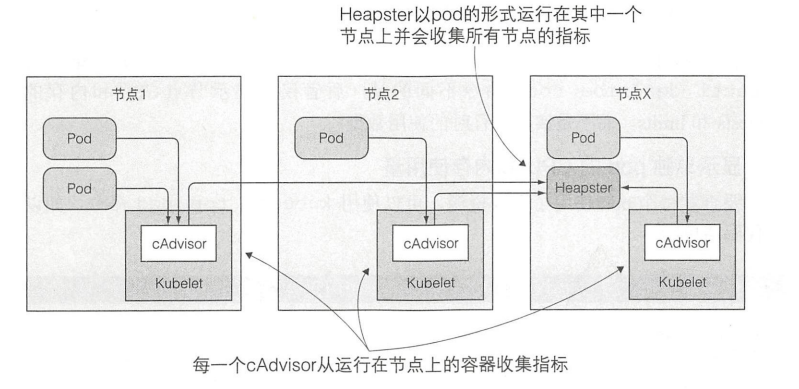 Heapster以pod的形式运行在其中一个
节点上并会收集所有节点的指标
节点1
节点2
节点X
Pod
Pod
Pod
Pod
Heapster
cAdvisor
cAdvisor
cAdvisor
Kubelet
Kubelet
Kubelet
每一个cAdvisor从运行在节点上的容器收集指标